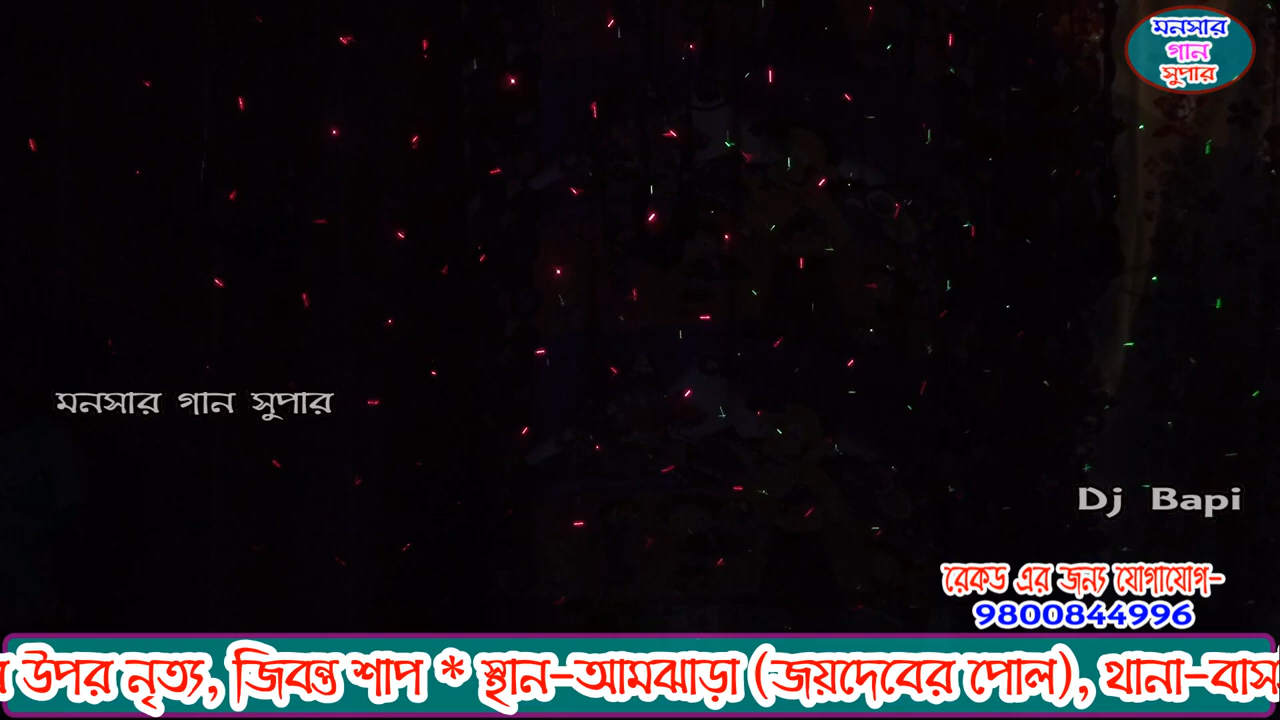 মনসার
গান
সুপার
মনসার গান সুপার
Dj Bapi
রেকড এর জন্য যোগাযোগ-
9800844996
উপর নৃত্য, জিবন্ত শাপ * স্থান-আমঝাড়া (জয়দেবের পোল), থানা-বাস